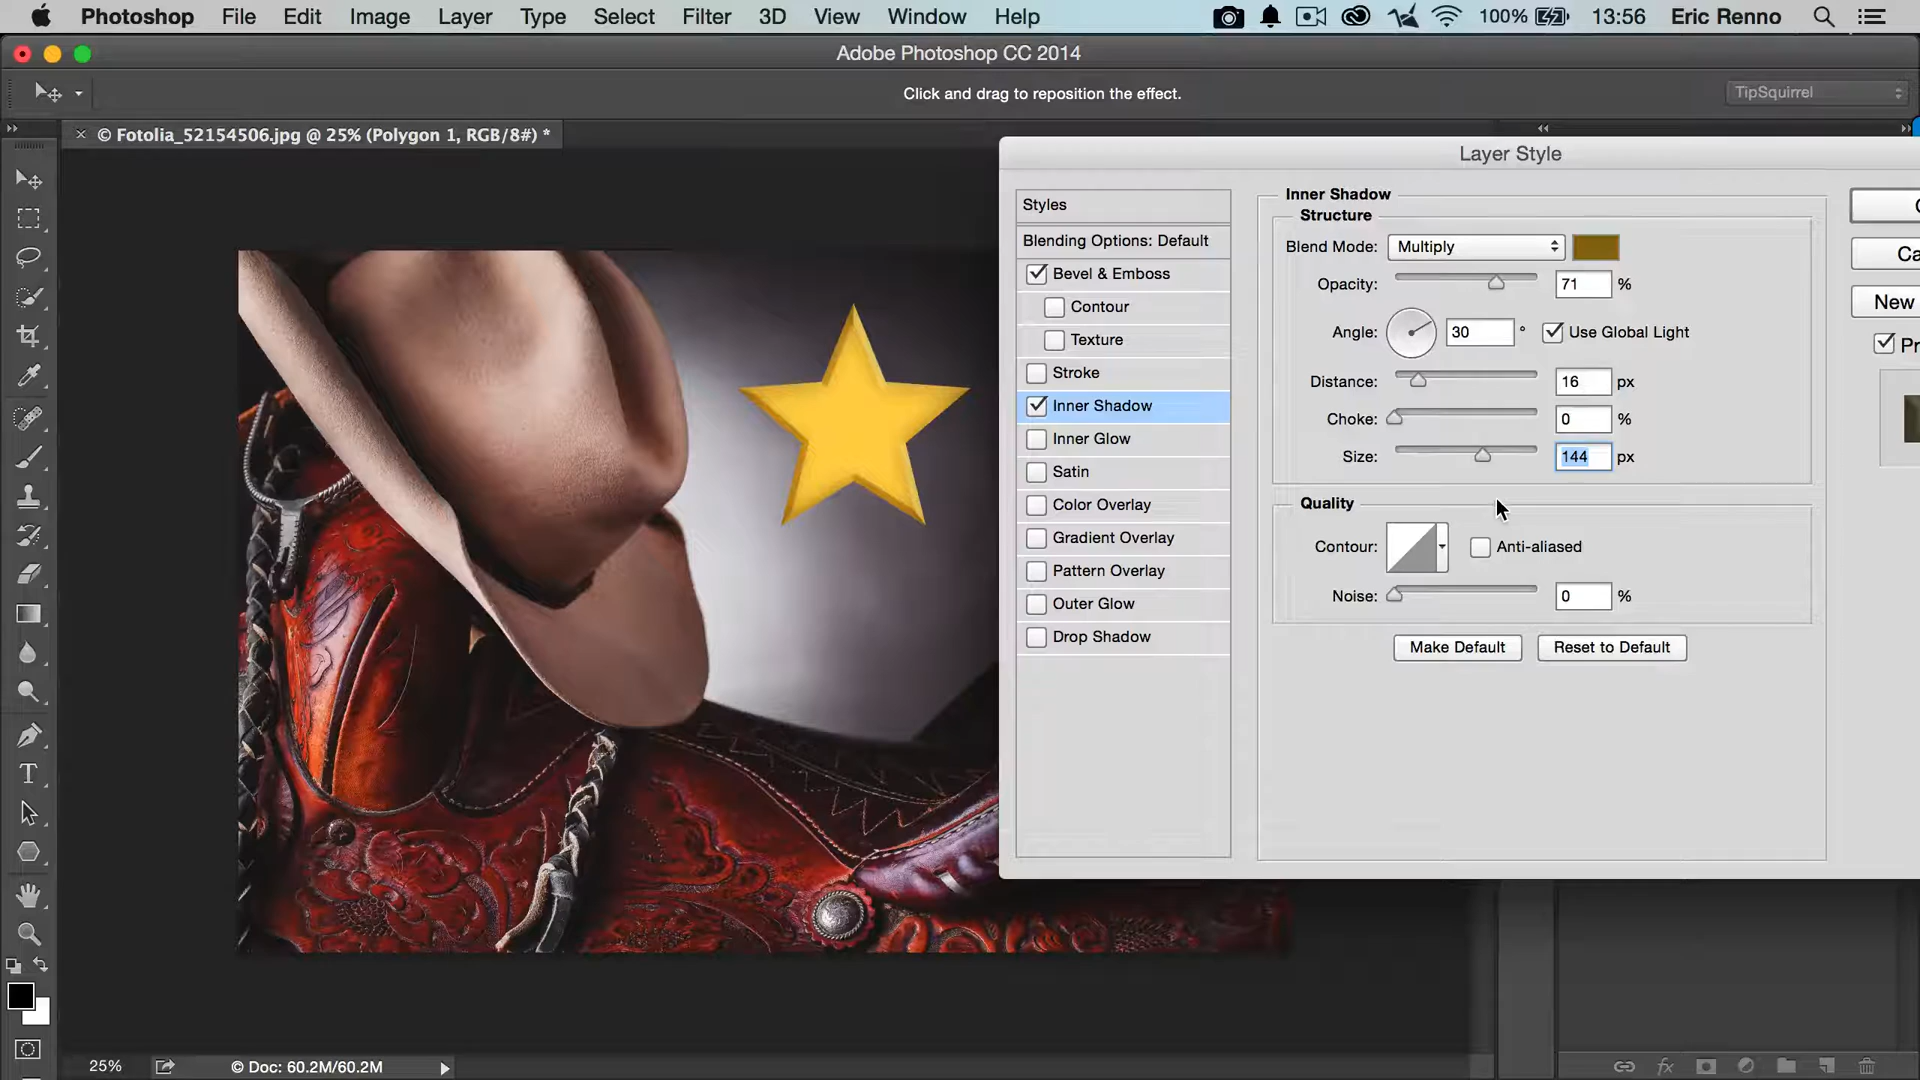 Photoshop File Edit Image Layer Type Select Filter 3D View Window Help 100% 13:56 Eric Renno
Adobe Photoshop CC 2014
Click and drag to reposition the effect.
TipSquirrel
× © Fotolia_52154506.jpg @ 25% (Polygon 1, RGB/8#) *
Layer Style
Styles
Blending Options: Default
Bevel & Emboss
Contour
Texture
Stroke
Inner Shadow
Inner Glow
Satin
Color Overlay
Gradient Overlay
Pattern Overlay
Outer Glow
Drop Shadow
Inner Shadow
Structure
Blend Mode: Multiply
Opacity: 71 %
Angle: 30 ° Use Global Light
Distance: 16 px
Choke: 0 %
Size: 144 px
Quality
Contour: Anti-aliased
Noise: 0 %
Make Default Reset to Default
Ca
New
Pr
25% © Doc: 60.2M/60.2M
fx